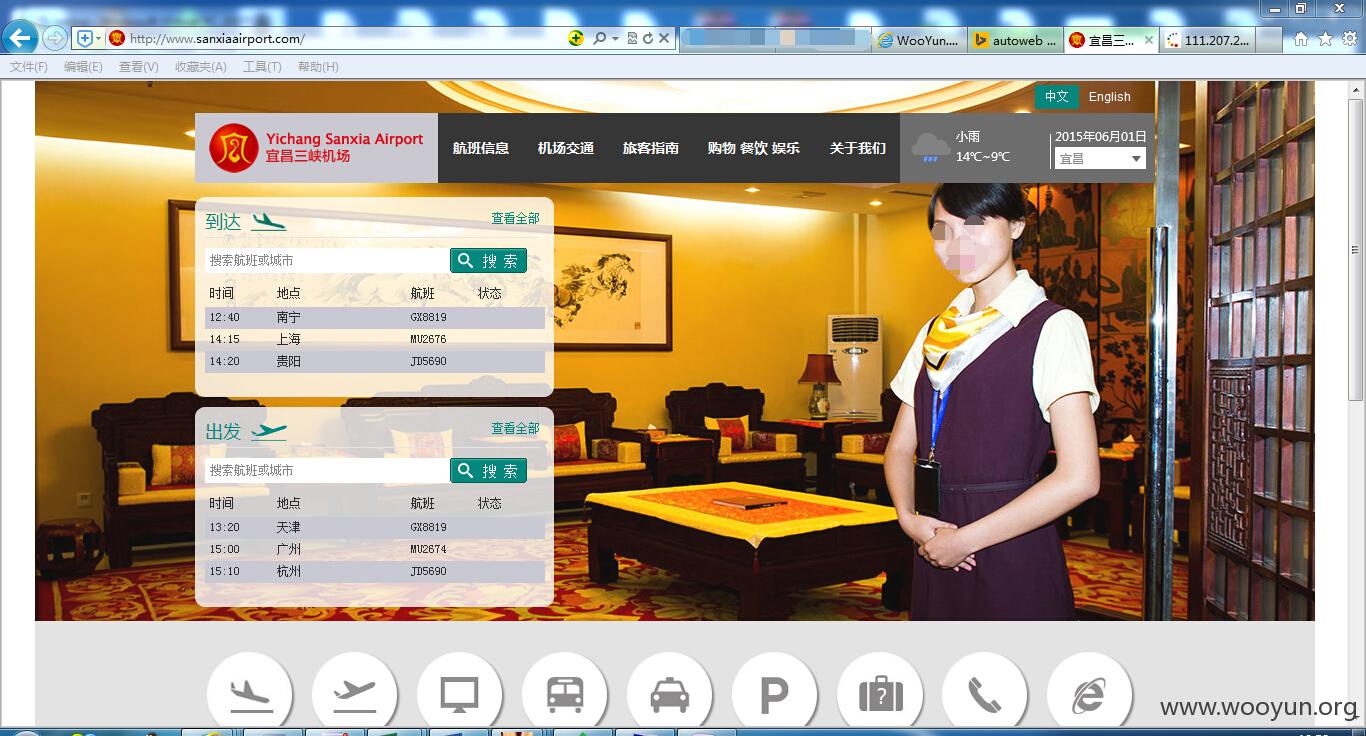 http://www.sanxiaairport.com/
WooYun....
autoweb ...
宜昌三...
111.207.2...
文件(F) 编辑(E) 查看(V) 收藏夹(A) 工具(T) 帮助(H)
中文 English
Yichang Sanxia Airport
宜昌三峡机场
航班信息 机场交通 旅客指南 购物 餐饮 娱乐 关于我们
小雨
14℃~9℃
2015年06月01日
宜昌
到达 查看全部
搜索航班或城市 搜 索
时间 地点 航班 状态
12:40 南宁 GX8819
14:15 上海 MU2676
14:20 贵阳 JD5690
出发 查看全部
搜索航班或城市 搜 索
时间 地点 航班 状态
13:20 天津 GX8819
15:00 广州 MU2674
15:10 杭州 JD5690
P
?
www.wooyun.org